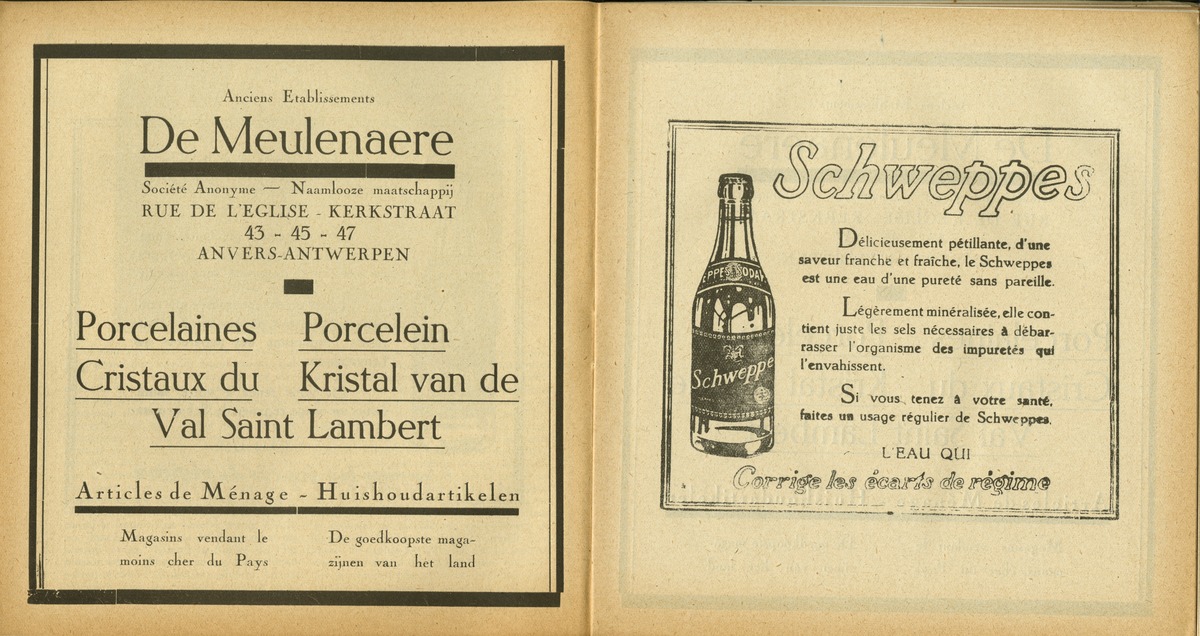 Anciens Etablissements
De Meulenaere
Société Anonyme — Naamlooze maatschappij
RUE DE L'EGLISE - KERKSTRAAT
43 - 45 - 47
ANVERS-ANTWERPEN
Porcelaines Porcelein
Cristaux du Kristal van de
Val Saint Lambert
Articles de Ménage - Huishoudartikelen
Magasins vendant le
moins cher du Pays
De goedkoopste maga-
zijnen van het land
Schweppes
EPPES SODA
Schweppe
Délicieusement pétillante, d'une
saveur franche et fraîche, le Schweppes
est une eau d'une pureté sans pareille.
Légèrement minéralisée, elle con-
tient juste les sels nécessaires à débar-
rasser l'organisme des impuretés qui
l'envahissent.
Si vous tenez à votre santé,
faites un usage régulier de Schweppes.
L'EAU QUI
Corrige les écarts de régime